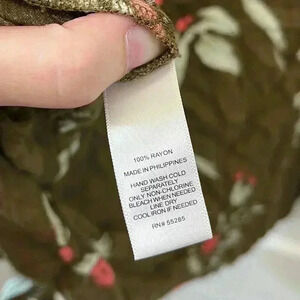 100% RAYON
MADE IN PHILIPPINES
HAND WASH COLD
SEPARATELY
ONLY NON-CHLORINE
BLEACH WHEN NEEDED
LINE DRY
COOL IRON IF NEEDED
RN# 55285